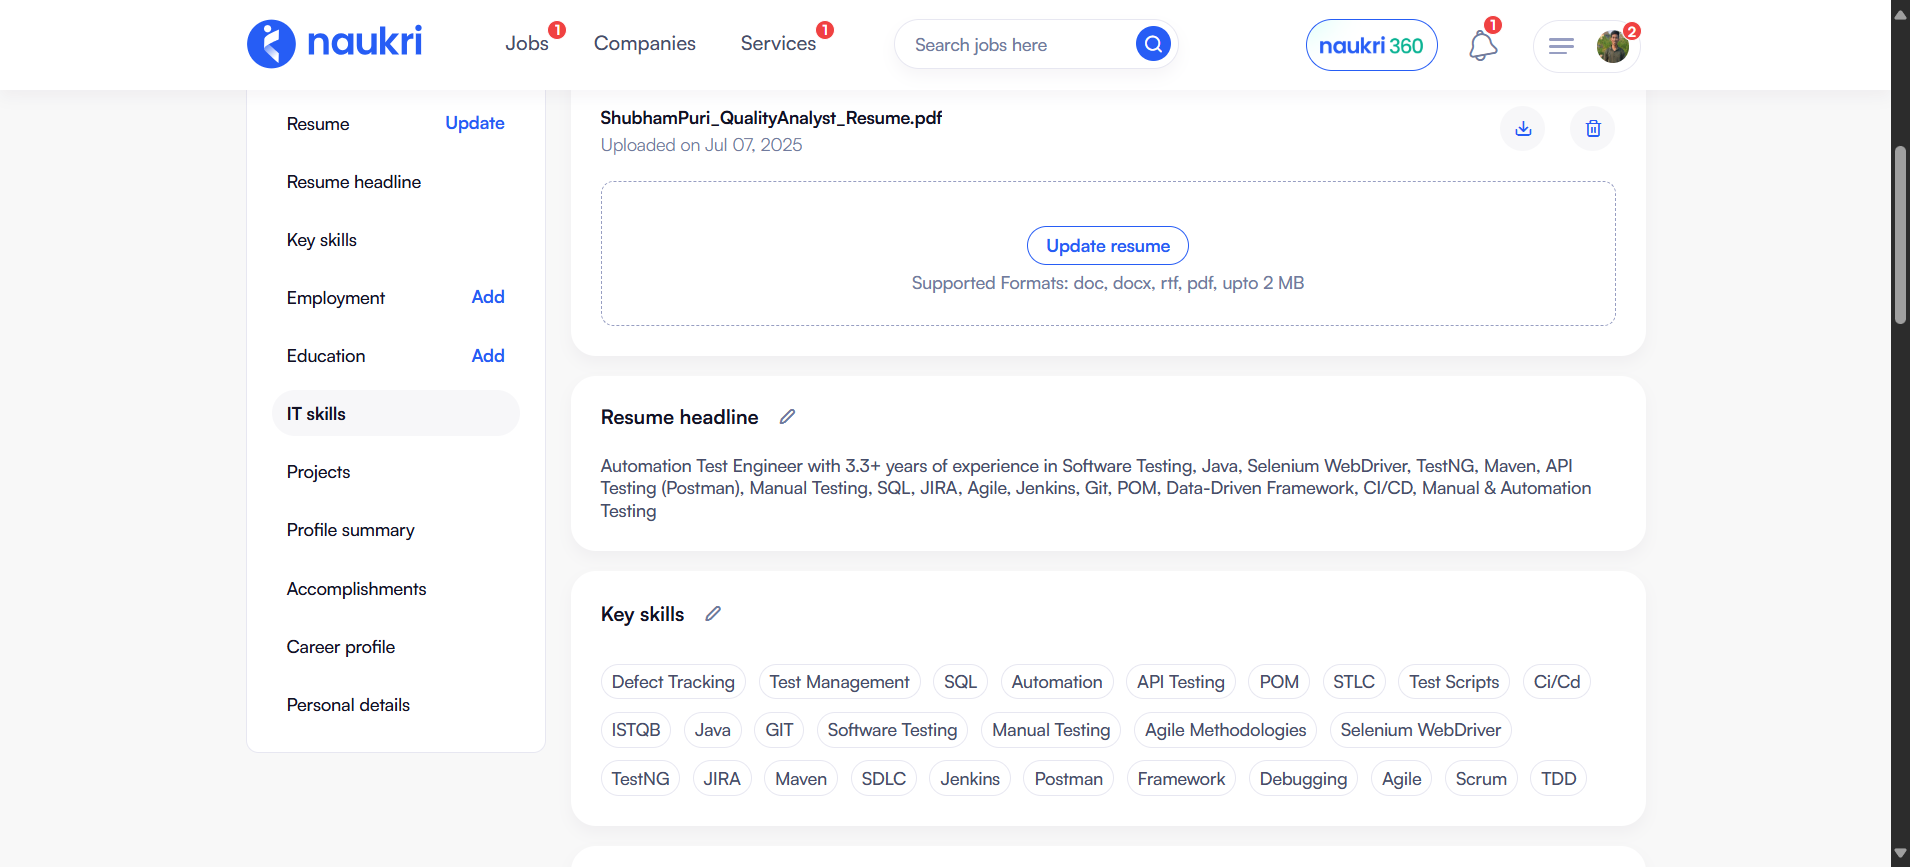 naukri
Jobs 1
Companies
Services 1
Search jobs here
naukri 360
1
2
Resume Update
Resume headline
Key skills
Employment Add
Education Add
IT skills
Projects
Profile summary
Accomplishments
Career profile
Personal details
ShubhamPuri_QualityAnalyst_Resume.pdf
Uploaded on Jul 07, 2025
Update resume
Supported Formats: doc, docx, rtf, pdf, upto 2 MB
Resume headline
Automation Test Engineer with 3.3+ years of experience in Software Testing, Java, Selenium WebDriver, TestNG, Maven, API
Testing (Postman), Manual Testing, SQL, JIRA, Agile, Jenkins, Git, POM, Data-Driven Framework, CI/CD, Manual & Automation
Testing
Key skills
Defect Tracking Test Management SQL Automation API Testing POM STLC Test Scripts Ci/Cd
ISTQB Java GIT Software Testing Manual Testing Agile Methodologies Selenium WebDriver
TestNG JIRA Maven SDLC Jenkins Postman Framework Debugging Agile Scrum TDD